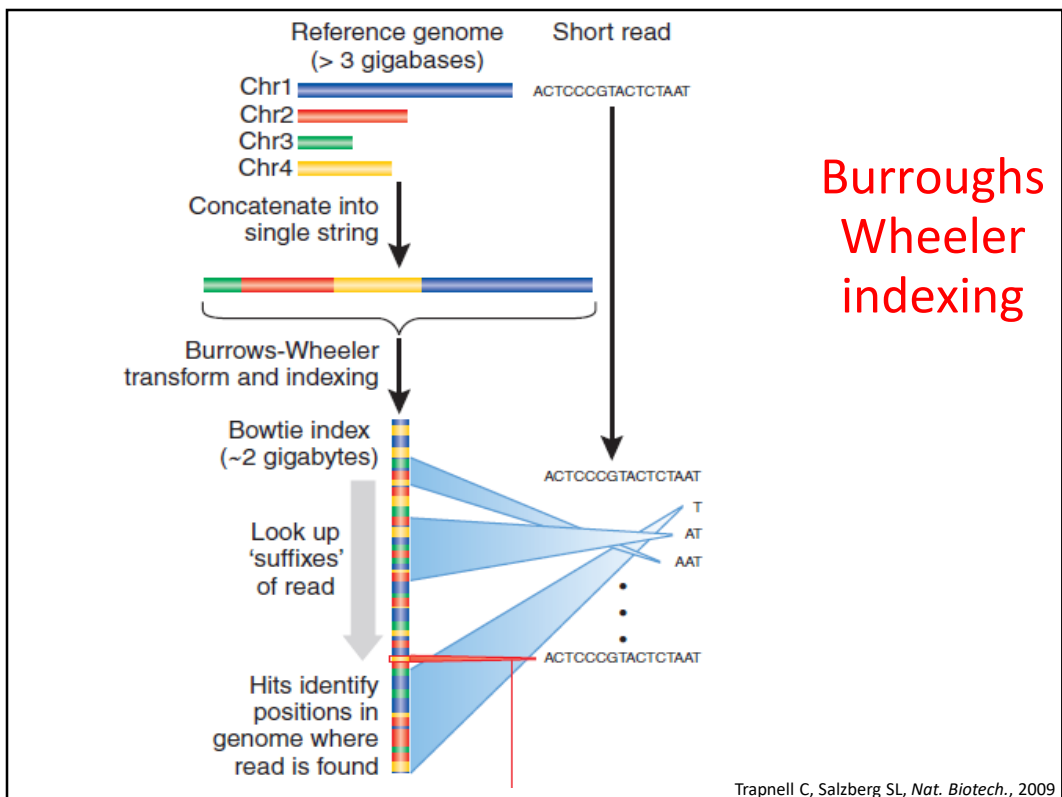 Reference genome
(> 3 gigabases)
Short read
Chr1
ACTCCCGTACTCTAAT
Chr2
Chr3
Chr4
Burroughs
Wheeler
indexing
Concatenate into
single string
Burrows-Wheeler
transform and indexing
Bowtie index
(~2 gigabytes)
ACTCCCGTACTCTAAT
T
AT
AAT
Look up
‘suffixes’
of read
ACTCCCGTACTCTAAT
Hits identify
positions in
genome where
read is found
Trapnell C, Salzberg SL, Nat. Biotech., 2009